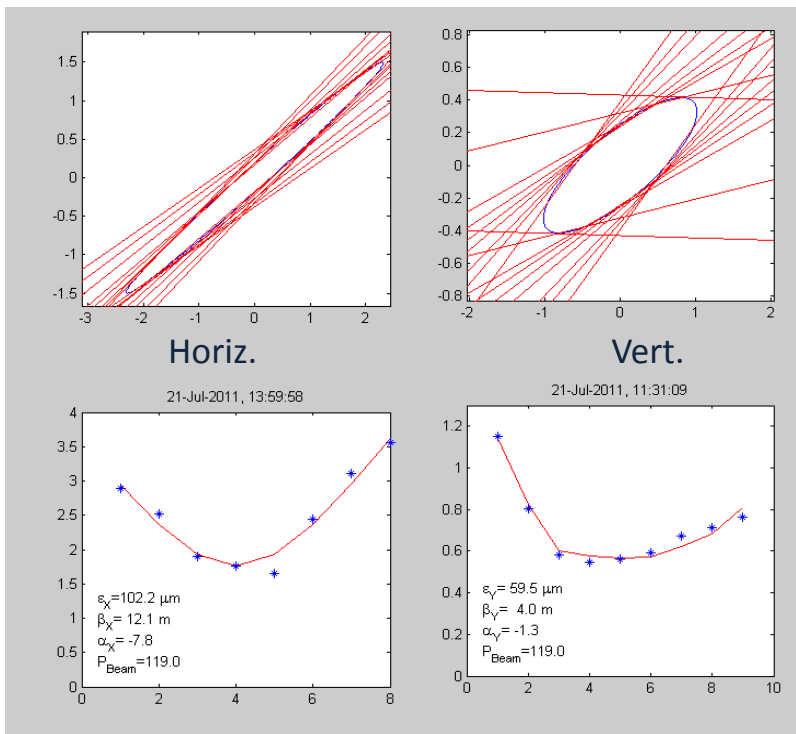 1.5
1
0.5
0
-0.5
-1
-1.5
-3 -2 -1 0 1 2
0.8
0.6
0.4
0.2
0
-0.2
-0.4
-0.6
-0.8
-2 -1 0 1 2
Horiz. Vert.
21-Jul-2011, 13:59:58
4
3.5
3
2.5
2
1.5
1
0.5
0
0 2 4 6 8
εX=102.2 μm
βX= 12.1 m
αX= -7.8
PBeam=119.0
21-Jul-2011, 11:31:09
1.2
1
0.8
0.6
0.4
0.2
0
0 2 4 6 8 10
εY= 59.5 μm
βY= 4.0 m
αY= -1.3
PBeam=119.0